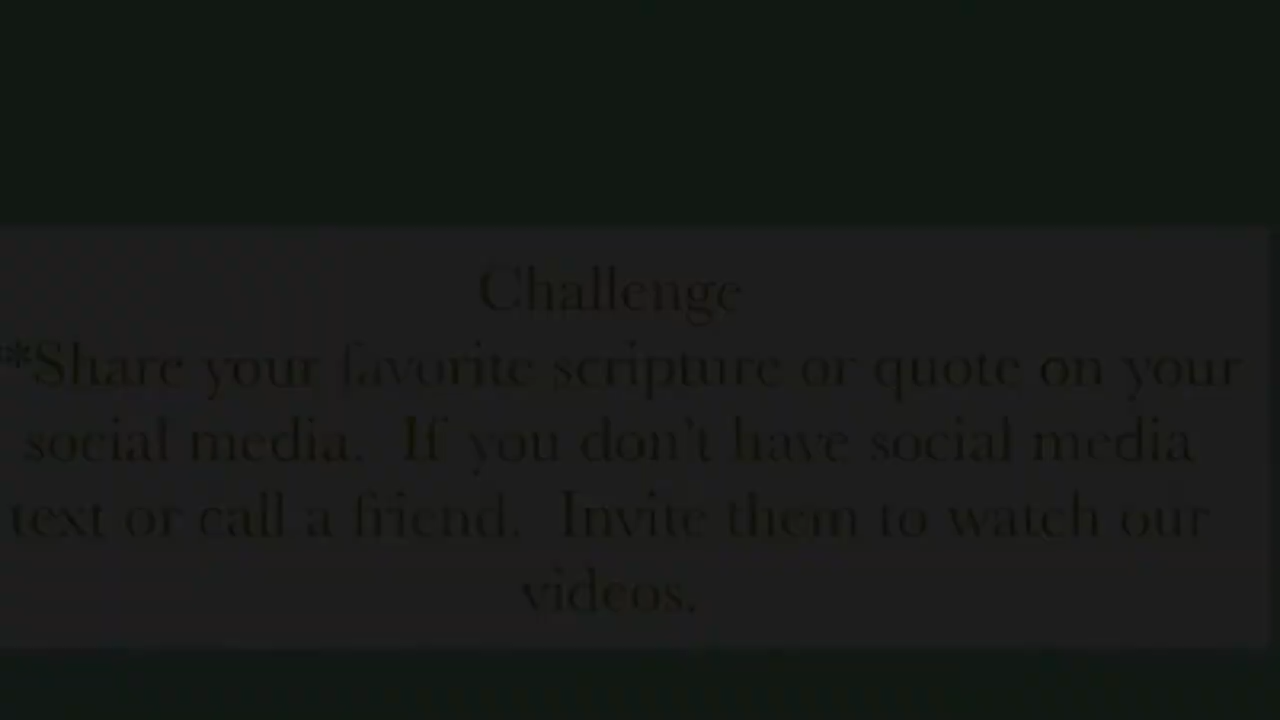 Challenge
**Share your favorite scripture or quote on your
social media. If you don't have social media
text or call a friend. Invite them to watch our
videos.